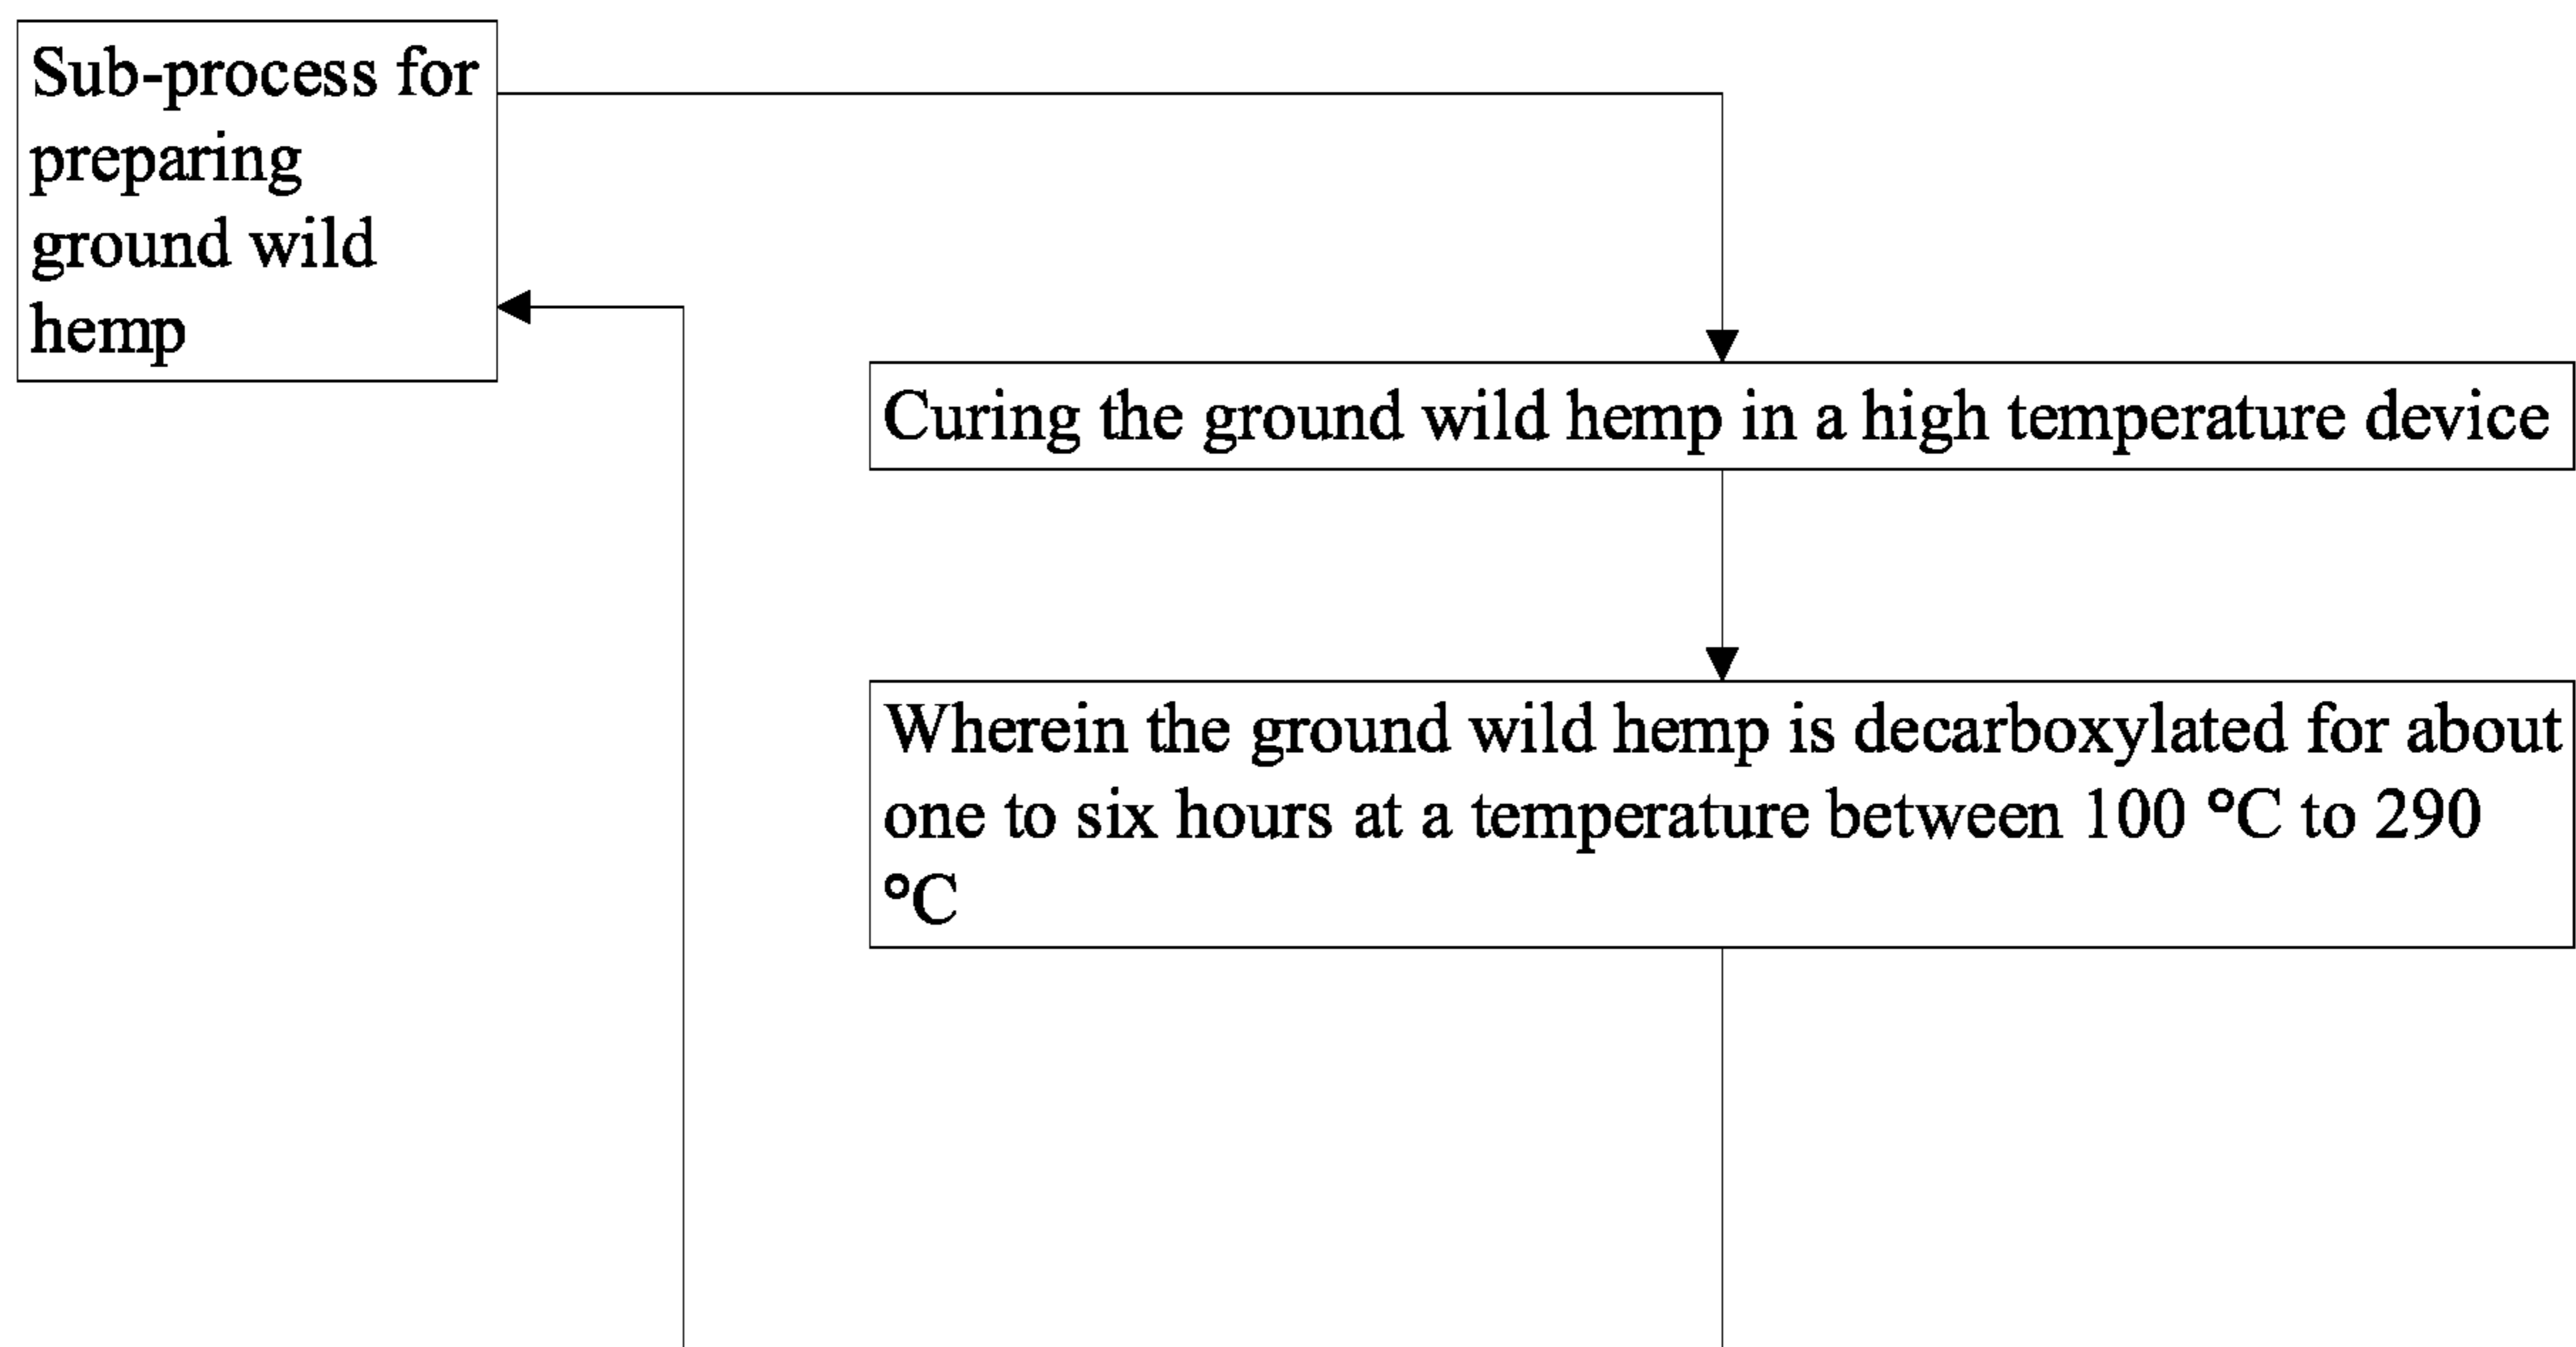 Sub-process for
preparing
ground wild
hemp
Curing the ground wild hemp in a high temperature device
Wherein the ground wild hemp is decarboxylated for about
one to six hours at a temperature between 100 °C to 290
°C